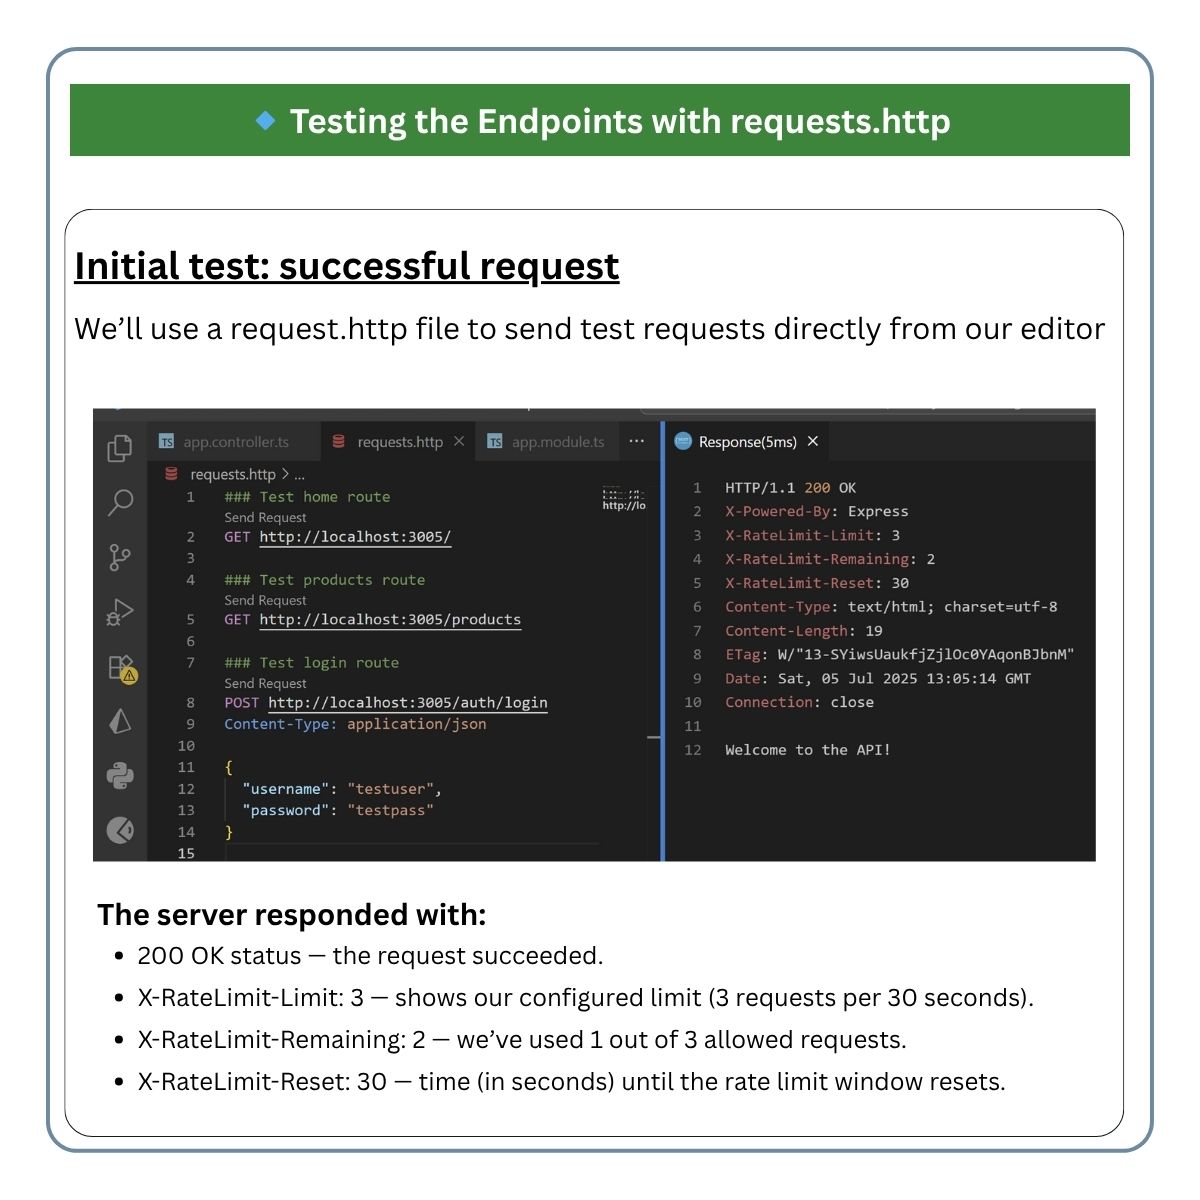 Testing the Endpoints with requests.http
Initial test: successful request
We’ll use a request.http file to send test requests directly from our editor
TS app.controller.ts
requests.http ×
TS app.module.ts
...
requests.http > ...
1 ### Test home route
Send Request
2 GET http://localhost:3005/
3
4 ### Test products route
Send Request
5 GET http://localhost:3005/products
6
7 ### Test login route
Send Request
8 POST http://localhost:3005/auth/login
9 Content-Type: application/json
10
11 {
12 "username": "testuser",
13 "password": "testpass"
14 }
15
http://lo
Response(5ms) ×
1 HTTP/1.1 200 OK
2 X-Powered-By: Express
3 X-RateLimit-Limit: 3
4 X-RateLimit-Remaining: 2
5 X-RateLimit-Reset: 30
6 Content-Type: text/html; charset=utf-8
7 Content-Length: 19
8 ETag: W/"13-SYiwsUaukfjZjlOc0YAqonBJbnM"
9 Date: Sat, 05 Jul 2025 13:05:14 GMT
10 Connection: close
11
12 Welcome to the API!
The server responded with:
• 200 OK status — the request succeeded.
• X-RateLimit-Limit: 3 — shows our configured limit (3 requests per 30 seconds).
• X-RateLimit-Remaining: 2 — we’ve used 1 out of 3 allowed requests.
• X-RateLimit-Reset: 30 — time (in seconds) until the rate limit window resets.